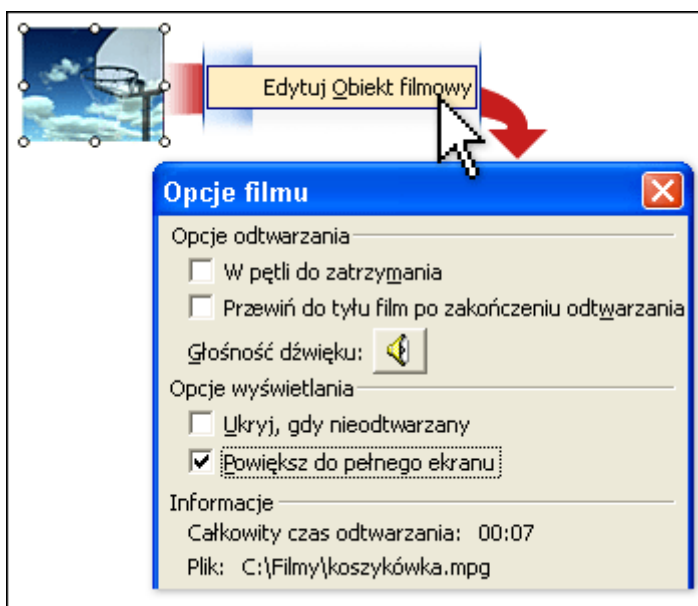 Edytuj Obiekt filmowy
Opcje filmu
Opcje odtwarzania
W pętli do zatrzymania
Przewiń do tyłu film po zakończeniu odtwarzania
Głośność dźwięku:
Opcje wyświetlania
Ukryj, gdy nieodtwarzany
Powiększ do pełnego ekranu
Informacje
Całkowity czas odtwarzania: 00:07
Plik: C:\Filmy\koszykówka.mpg